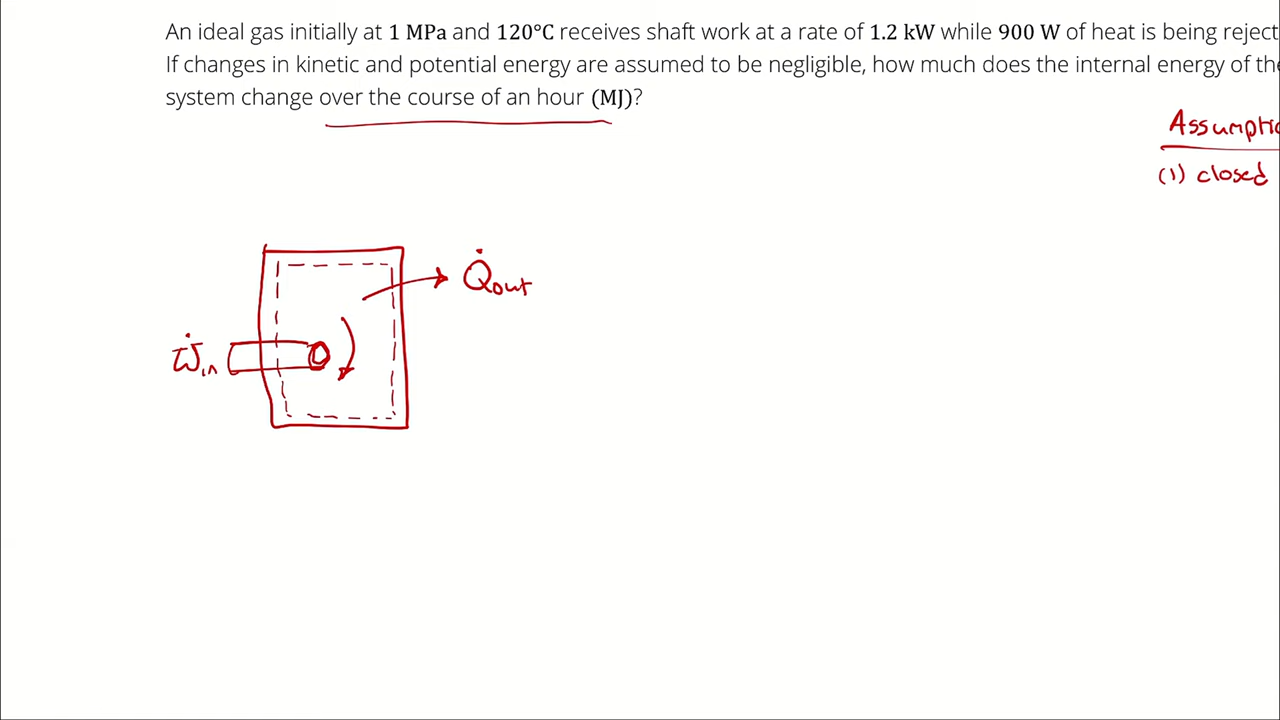 An ideal gas initially at 1 MPa and 120°C receives shaft work at a rate of 1.2 kW while 900 W of heat is being reject
If changes in kinetic and potential energy are assumed to be negligible, how much does the internal energy of the
system change over the course of an hour (MJ)?
Assumptio
(1) closed
Q̇out
Ẇin